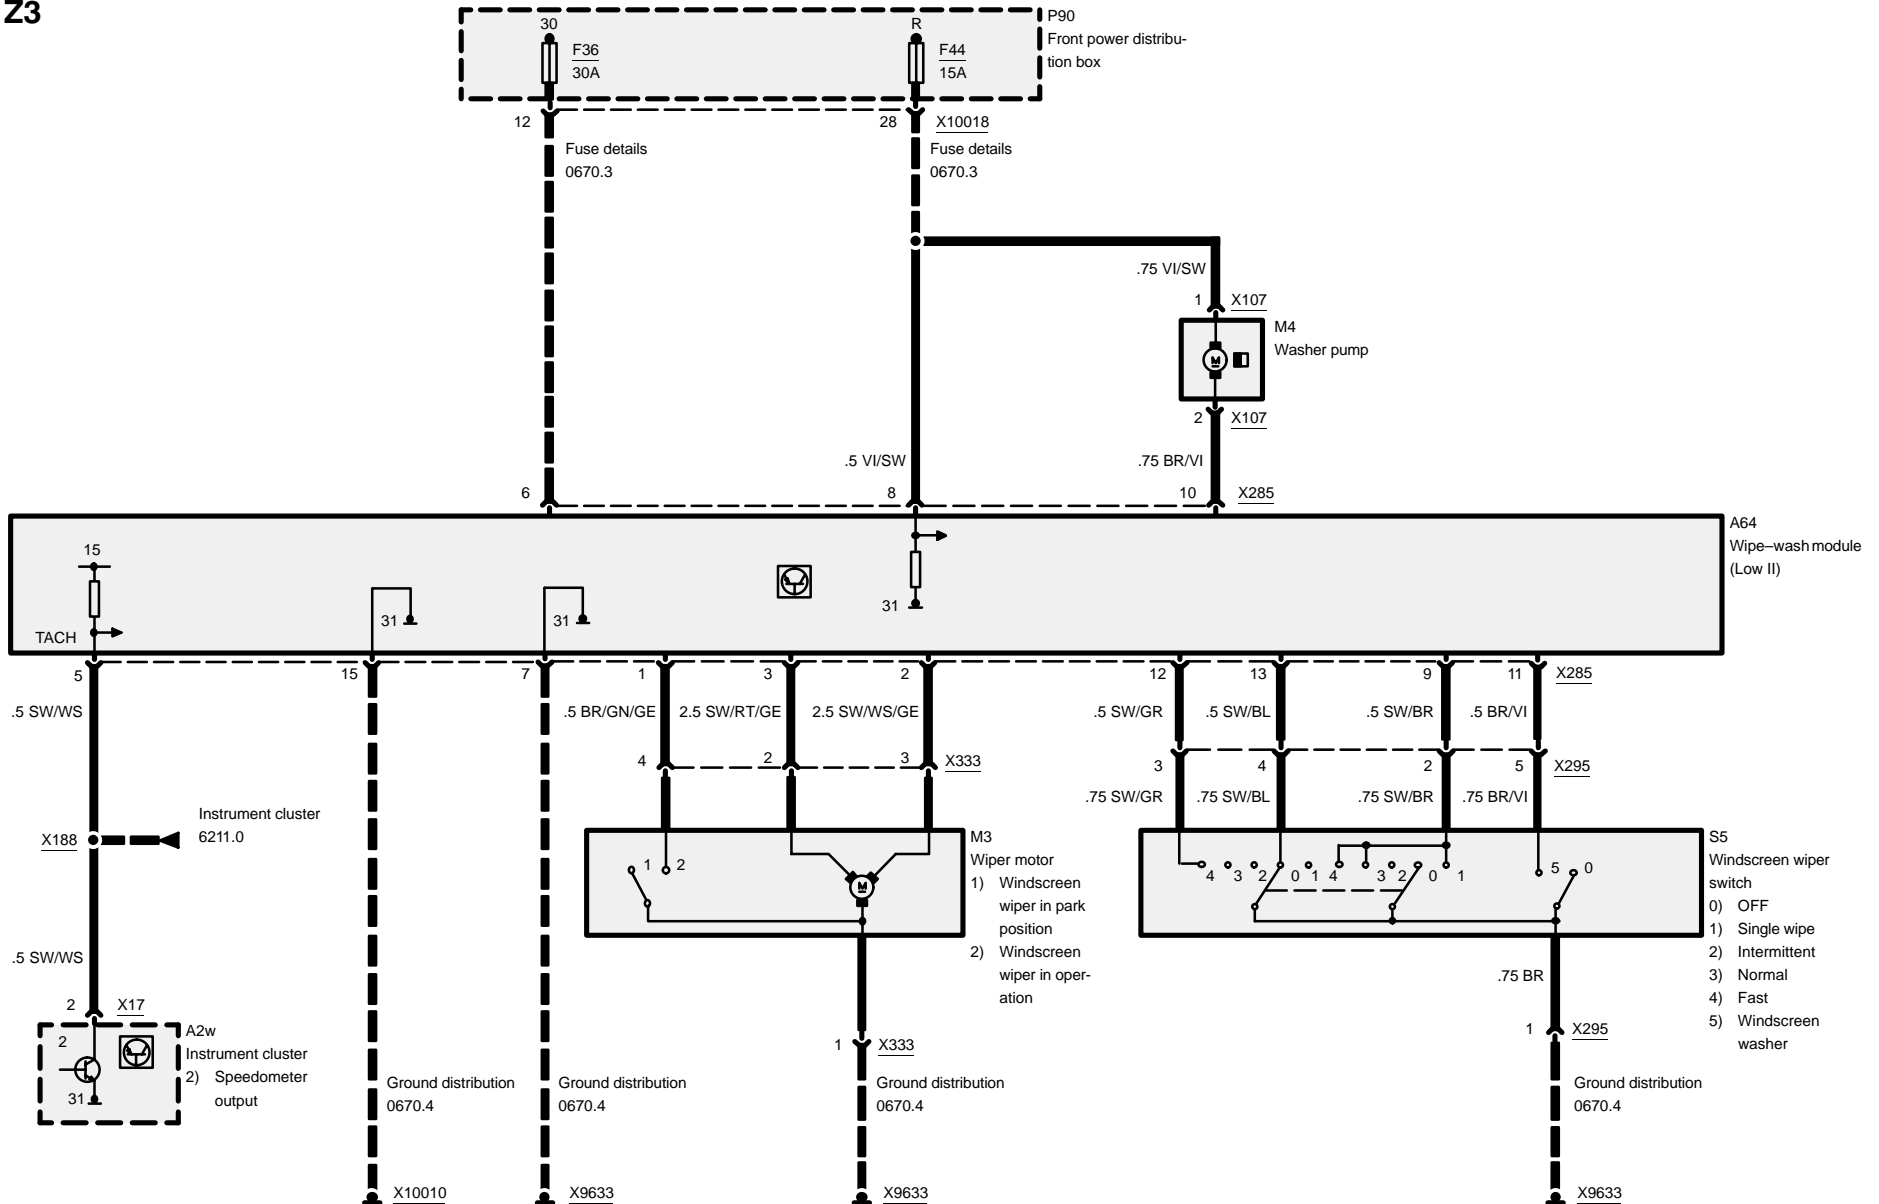 Z3
30
R
P90
Front power distribu-
tion box
F36
30A
F44
15A
12
28
X10018
Fuse details
0670.3
Fuse details
0670.3
.75 VI/SW
1
X107
M4
Washer pump
M
2
X107
.5 VI/SW
.75 BR/VI
6
8
10
X285
A64
Wipe–wash module
(Low II)
15
TACH
31
31
31
5
15
7
1
3
2
12
13
9
11
X285
.5 SW/WS
.5 BR/GN/GE
2.5 SW/RT/GE
2.5 SW/WS/GE
.5 SW/GR
.5 SW/BL
.5 SW/BR
.5 BR/VI
4
2
3
X333
3
4
2
5
X295
.75 SW/GR
.75 SW/BL
.75 SW/BR
.75 BR/VI
Instrument cluster
6211.0
X188
1
2
M
M3
Wiper motor
1) Windscreen
wiper in park
position
2) Windscreen
wiper in oper-
ation
4
3
2
0
1
4
3
2
0
1
5
0
S5
Windscreen wiper
switch
0) OFF
1) Single wipe
2) Intermittent
3) Normal
4) Fast
5) Windscreen
washer
.5 SW/WS
.75 BR
2
X17
1
X333
1
X295
A2w
Instrument cluster
2) Speedometer
output
2
31
Ground distribution
0670.4
Ground distribution
0670.4
Ground distribution
0670.4
Ground distribution
0670.4
X10010
X9633
X9633
X9633